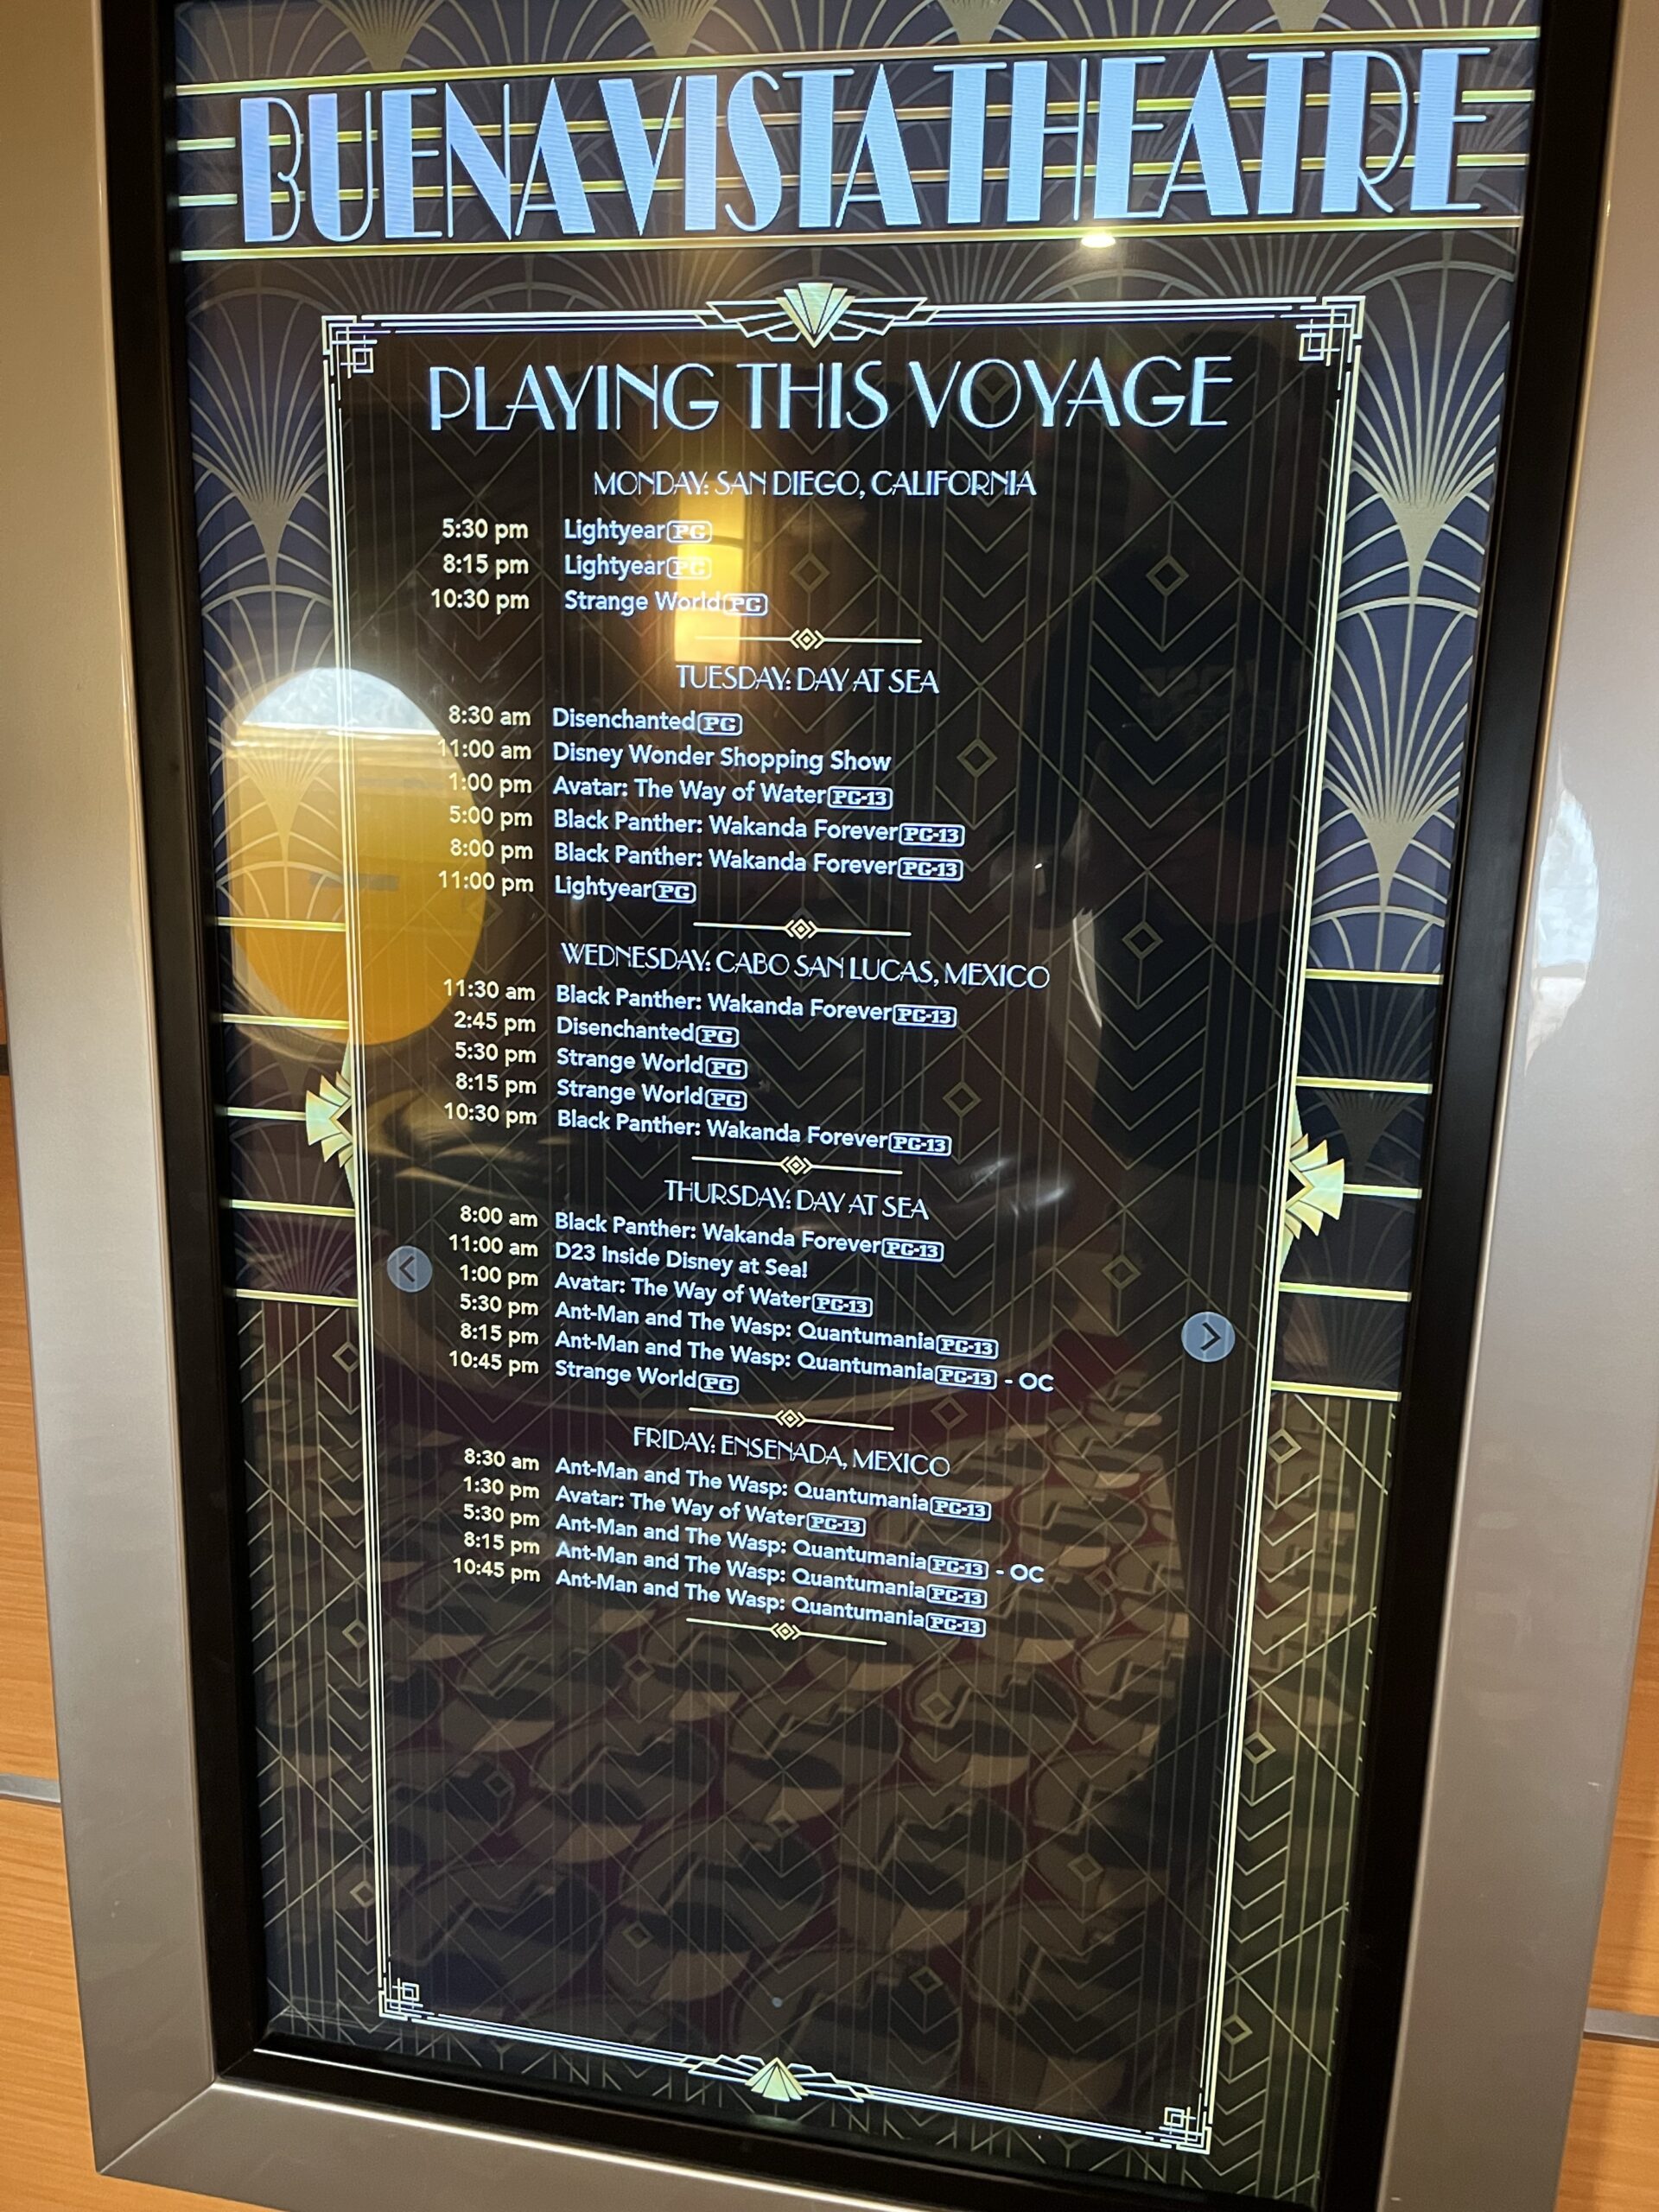 BUENA VISTA THEATRE
PLAYING THIS VOYAGE
MONDAY: SAN DIEGO, CALIFORNIA
5:30 pm Lightyear PG
8:15 pm Lightyear PG
10:30 pm Strange World PG
TUESDAY: DAY AT SEA
8:30 am Disenchanted PG
11:00 am Disney Wonder Shopping Show
1:00 pm Avatar: The Way of Water PG-13
5:00 pm Black Panther: Wakanda Forever PG-13
8:00 pm Black Panther: Wakanda Forever PG-13
11:00 pm Lightyear PG
WEDNESDAY: CABO SAN LUCAS, MEXICO
11:30 am Black Panther: Wakanda Forever PG-13
2:45 pm Disenchanted PG
5:30 pm Strange World PG
8:15 pm Strange World PG
10:30 pm Black Panther: Wakanda Forever PG-13
THURSDAY: DAY AT SEA
8:00 am Black Panther: Wakanda Forever PG-13
11:00 am D23 Inside Disney at Sea!
1:00 pm Avatar: The Way of Water PG-13
5:30 pm Ant-Man and The Wasp: Quantumania PG-13
8:15 pm Ant-Man and The Wasp: Quantumania PG-13 - OC
10:45 pm Strange World PG
FRIDAY: ENSENADA, MEXICO
8:30 am Ant-Man and The Wasp: Quantumania PG-13
1:30 pm Avatar: The Way of Water PG-13
5:30 pm Ant-Man and The Wasp: Quantumania PG-13 - OC
8:15 pm Ant-Man and The Wasp: Quantumania PG-13
10:45 pm Ant-Man and The Wasp: Quantumania PG-13